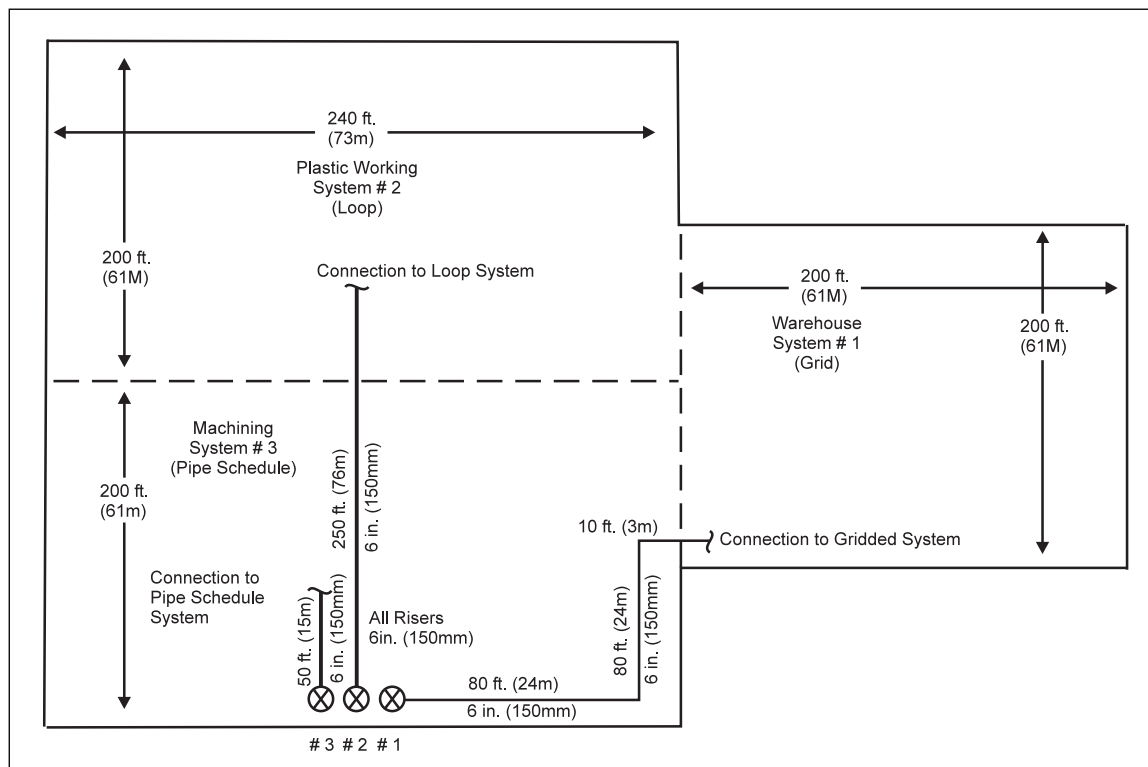 240 ft.
(73m)
Plastic Working
System # 2
(Loop)
200 ft.
(61M)
Connection to Loop System
200 ft.
(61M)
Warehouse
System # 1
(Grid)
200 ft.
(61M)
Machining
System # 3
(Pipe Schedule)
200 ft.
(61m)
250 ft. (76m)
6 in. (150mm)
10 ft. (3m)
Connection to Gridded System
Connection to
Pipe Schedule
System
50 ft. (15m)
6 in. (150mm)
All Risers
6in. (150mm)
80 ft. (24m)
6 in. (150mm)
80 ft. (24m)
6 in. (150mm)
# 3 # 2 # 1